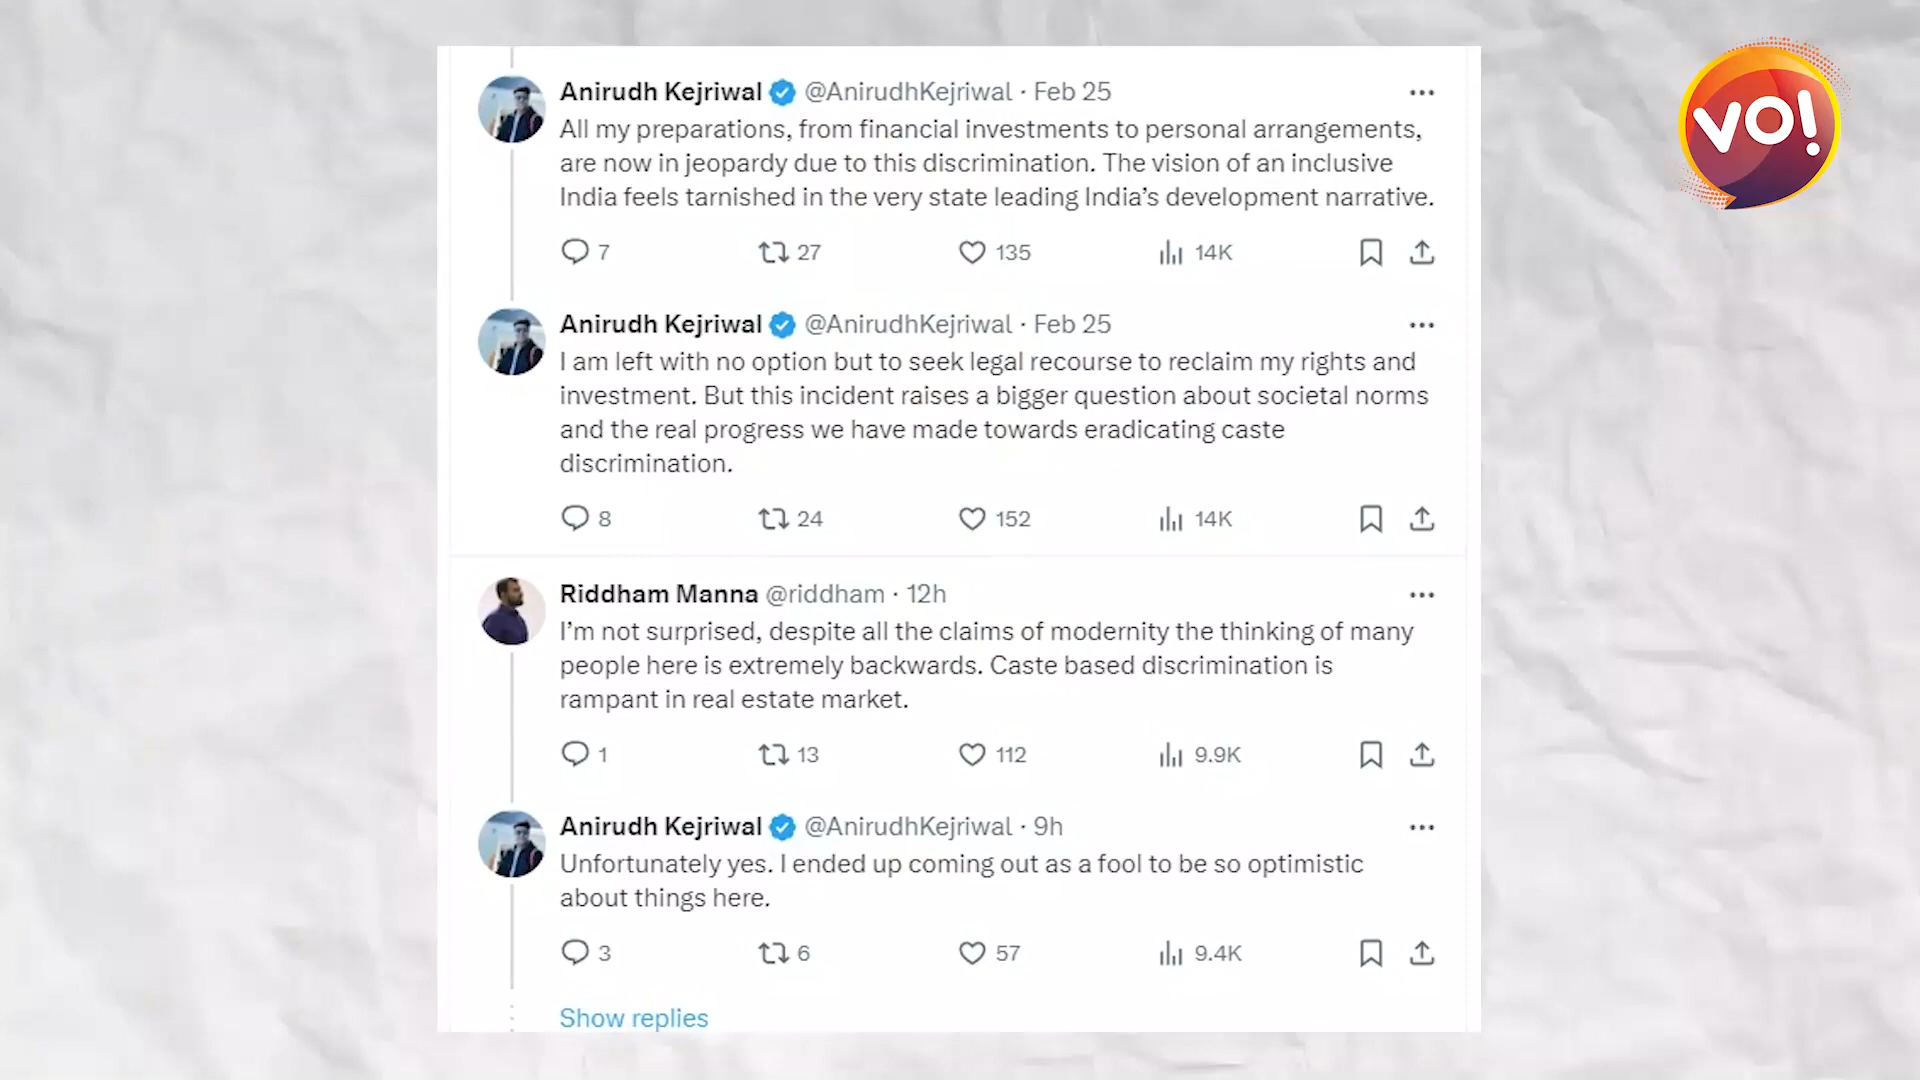 VO!
Anirudh Kejriwal @AnirudhKejriwal · Feb 25
All my preparations, from financial investments to personal arrangements,
are now in jeopardy due to this discrimination. The vision of an inclusive
India feels tarnished in the very state leading India’s development narrative.
7 27 135 14K
Anirudh Kejriwal @AnirudhKejriwal · Feb 25
I am left with no option but to seek legal recourse to reclaim my rights and
investment. But this incident raises a bigger question about societal norms
and the real progress we have made towards eradicating caste
discrimination.
8 24 152 14K
Riddham Manna @riddham · 12h
I’m not surprised, despite all the claims of modernity the thinking of many
people here is extremely backwards. Caste based discrimination is
rampant in real estate market.
1 13 112 9.9K
Anirudh Kejriwal @AnirudhKejriwal · 9h
Unfortunately yes. I ended up coming out as a fool to be so optimistic
about things here.
3 6 57 9.4K
Show replies